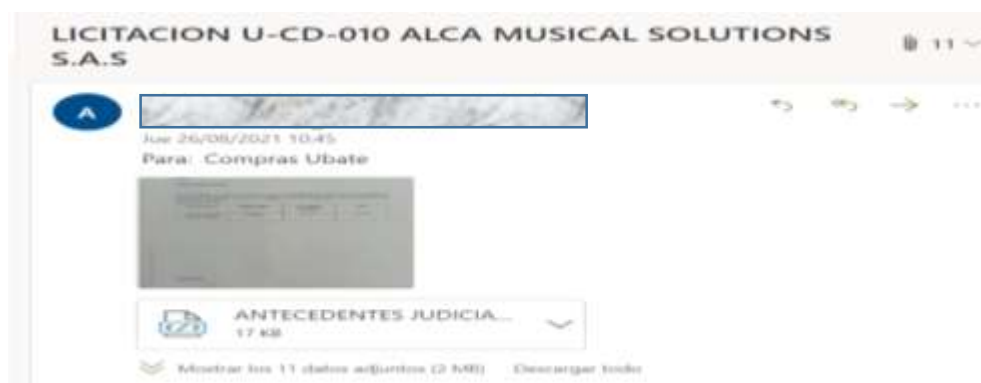 LICITACION U-CD-010 ALCA MUSICAL SOLUTIONS
S.A.S
11
A
Jue 26/08/2021 10:45
Para: Compras Ubate
ANTECEDENTES JUDICIA...
17 KB
Mostrar los 11 datos adjuntos (2 MB) Descargar todo